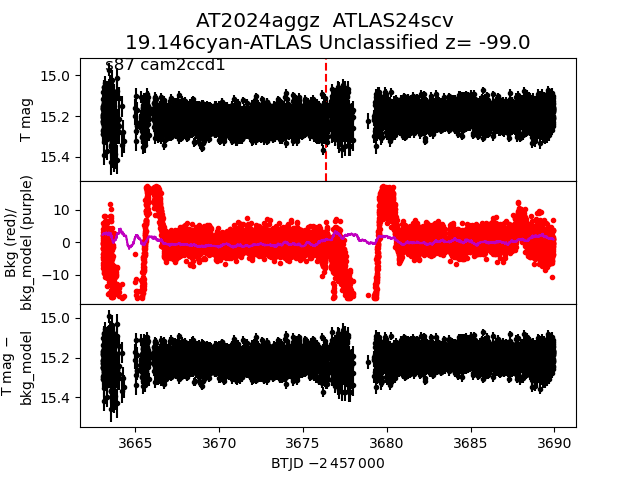 AT2024aggz  ATLAS24scv
19.146cyan-ATLAS Unclassified z= -99.0
s87 cam2ccd1
T mag
15.0
15.2
15.4
Bkg (red)/
bkg_model (purple)
10
0
−10
T mag −
bkg_model
15.0
15.2
15.4
3665 3670 3675 3680 3685 3690
BTJD −2 457 000